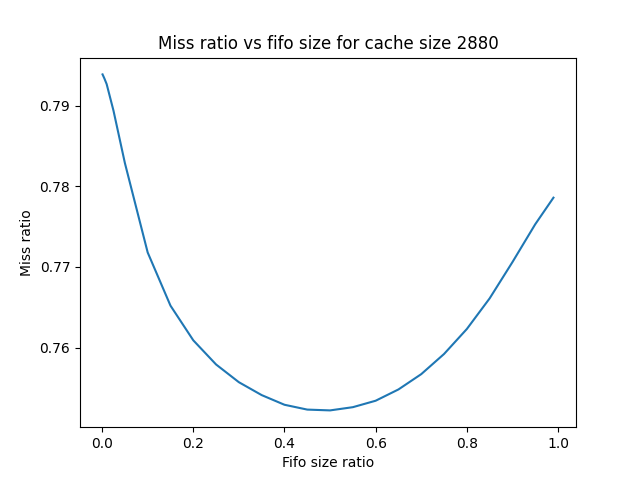 Miss ratio vs fifo size for cache size 2880
0.79
0.78
0.77
0.76
Miss ratio
0.0 0.2 0.4 0.6 0.8 1.0
Fifo size ratio